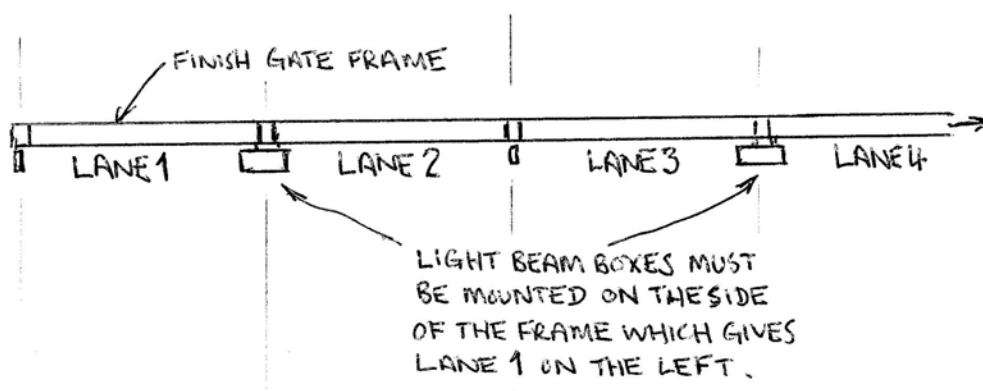 FINISH GATE FRAME
LANE 1 LANE 2 LANE 3 LANE 4
LIGHT BEAM BOXES MUST
BE MOUNTED ON THE SIDE
OF THE FRAME WHICH GIVES
LANE 1 ON THE LEFT.